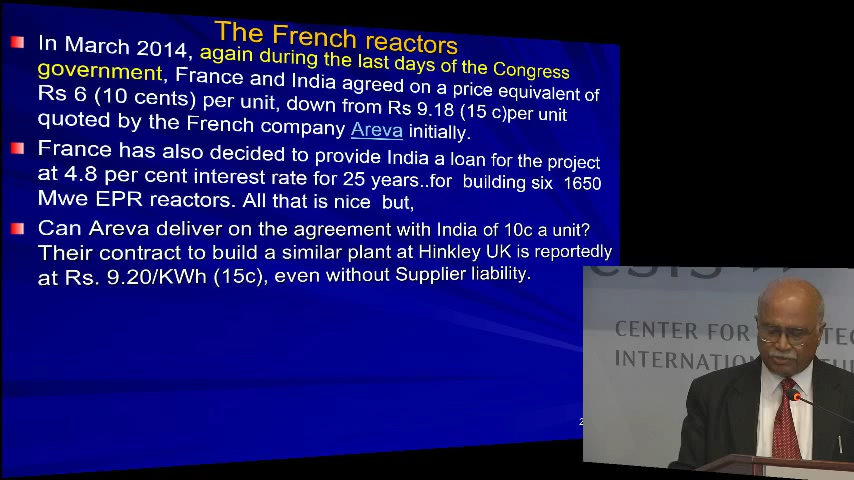 The French reactors
In March 2014, again during the last days of the Congress
government, France and India agreed on a price equivalent of
Rs 6 (10 cents) per unit, down from Rs 9.18 (15 c)per unit
quoted by the French company Areva initially.
France has also decided to provide India a loan for the project
at 4.8 per cent interest rate for 25 years..for building six 1650
Mwe EPR reactors. All that is nice but,
Can Areva deliver on the agreement with India of 10c a unit?
Their contract to build a similar plant at Hinkley UK is reportedly
at Rs. 9.20/KWh (15c), even without Supplier liability.
2
CSIS
CENTER FOR
INTERNATION